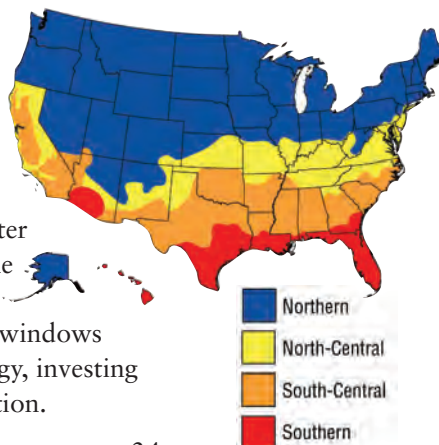 ter
e
windows
gy, investing
tion.
Northern
North-Central
South-Central
Southern